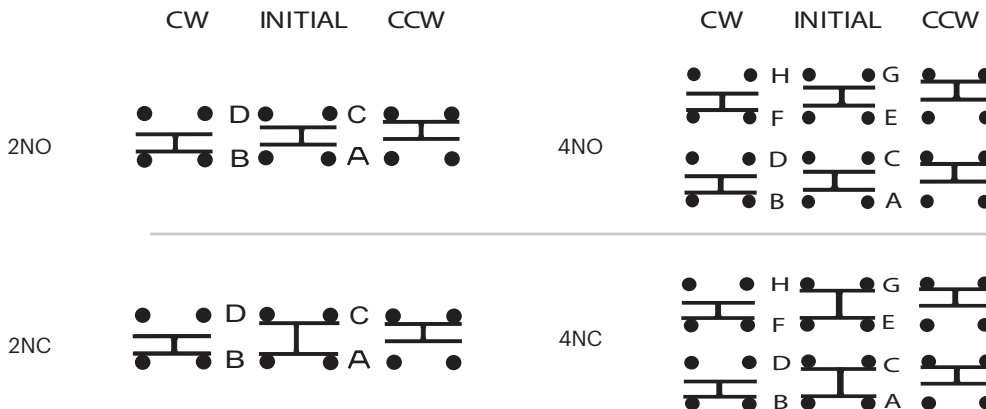 CW INITIAL CCW CW INITIAL CCW
H G
2NO D C 4NO F E
B A D C
B A
H G
2NC D C 4NC F E
B A D C
B A